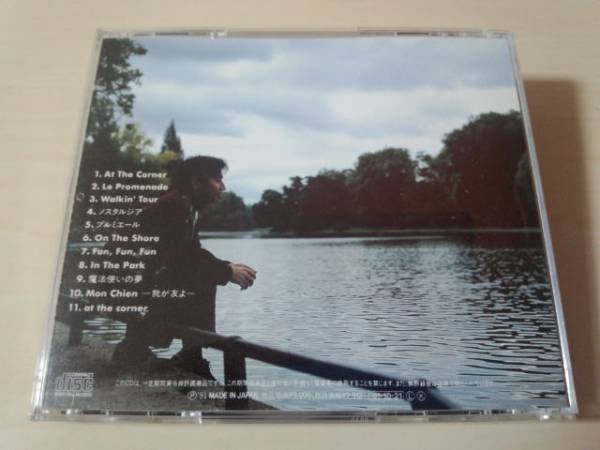 1. At The Corner
2. Le Promenade
3. Walkin' Tour
4. ノスタルジア
5. プルミエール
6. On The Shore
7. Fun, Fun, Fun
8. In The Park
9. 魔法使いの夢
10. Mon Chien —我が友よ—
11. at the corner
COMPACT disc DIGITAL AUDIO
MADE IN JAPAN